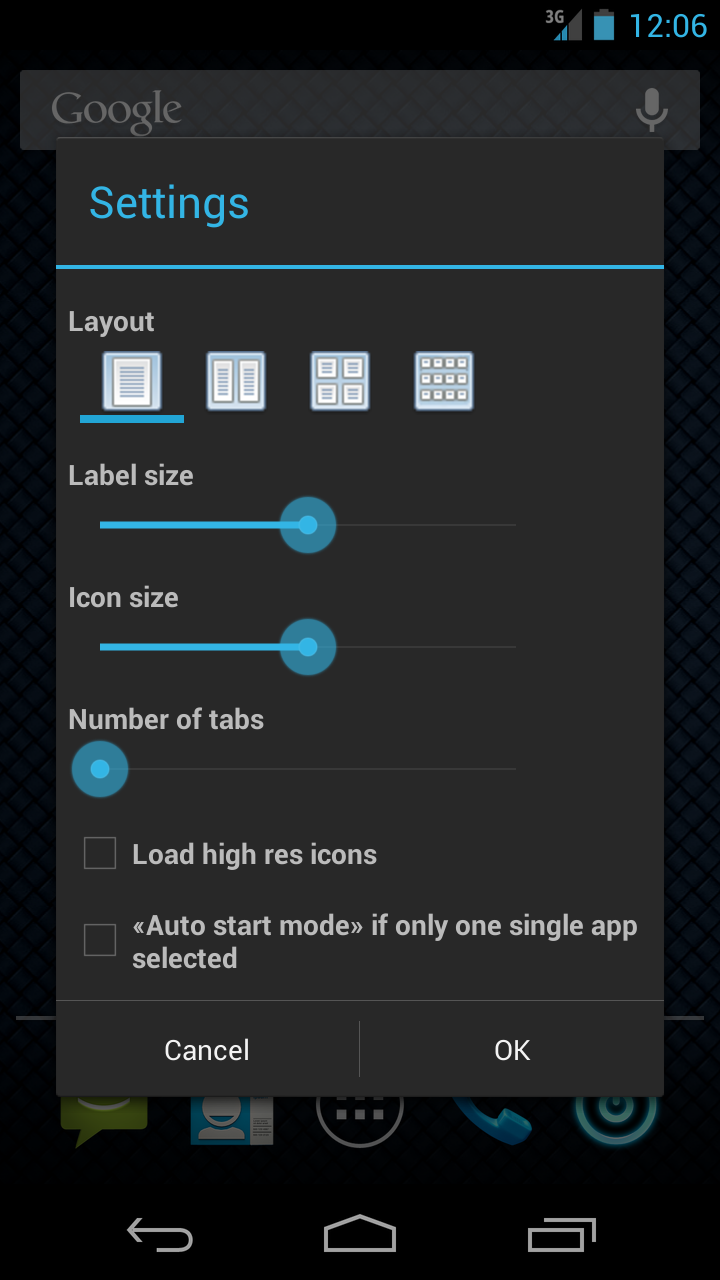 3G 12:06
Google
Settings
Layout
Label size
Icon size
Number of tabs
Load high res icons
«Auto start mode» if only one single app
selected
Cancel OK